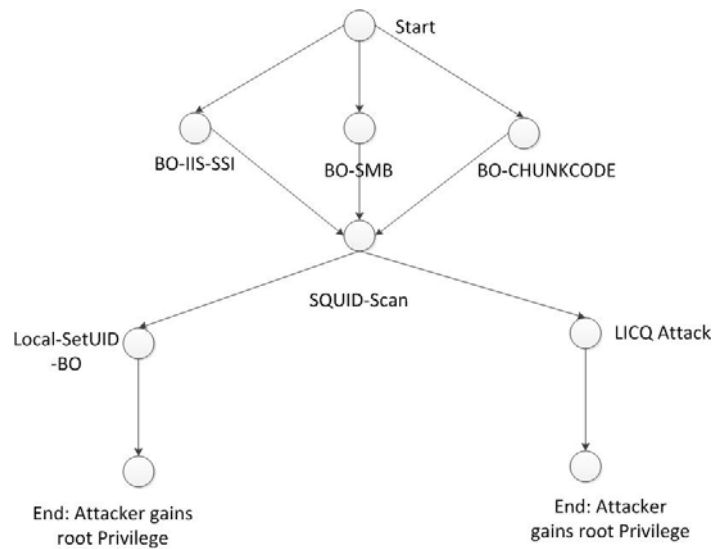 Start
BO-IIS-SSI
BO-SMB
BO-CHUNKCODE
SQUID-Scan
Local-SetUID
-BO
LICQ Attack
End: Attacker gains
root Privilege
End: Attacker
gains root Privilege